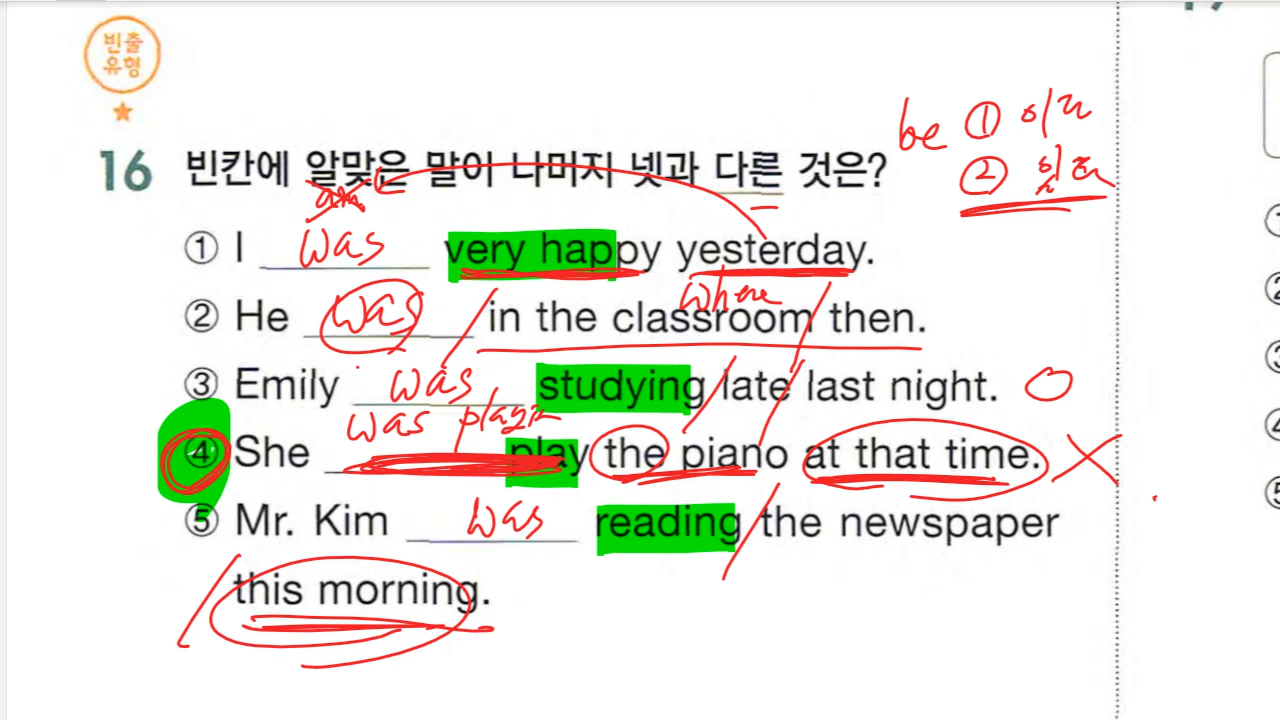 빈출
유형
be ① 이다
② 있다
16 빈칸에 알맞은 말이 나머지 넷과 다른 것은?
am
① I was very happy yesterday.
where
② He was in the classroom then.
③ Emily was studying late last night.
was
④ She play the piano at that time.
⑤ Mr. Kim was reading the newspaper
this morning.